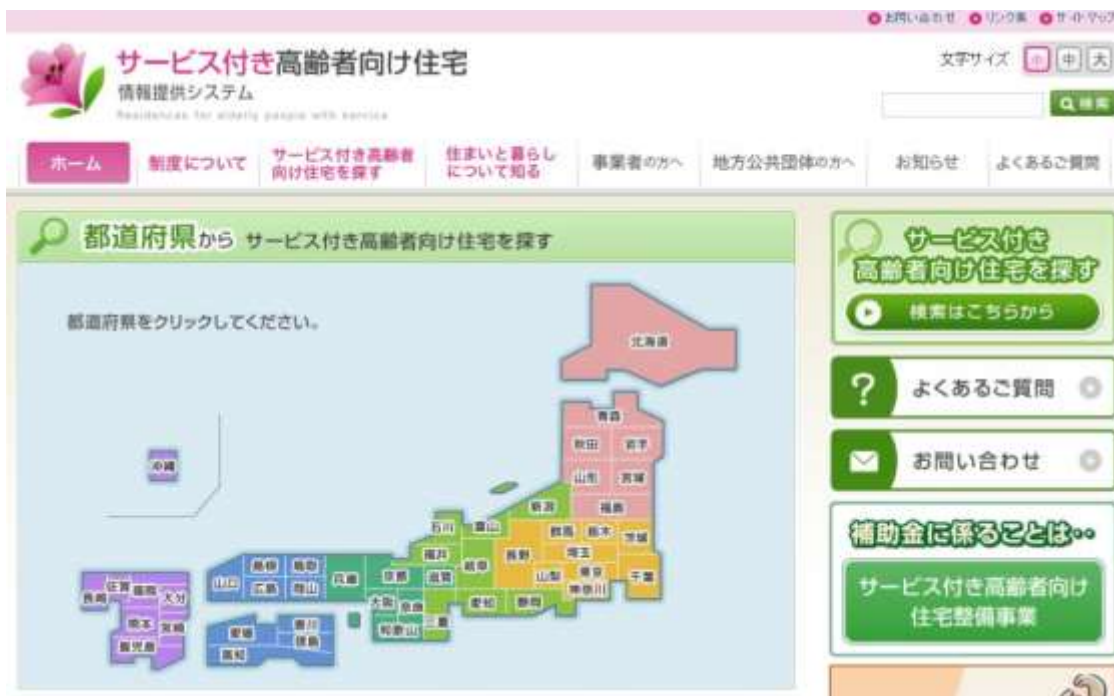 お問い合わせ リンク集 サイトマップ
サービス付き高齢者向け住宅
情報提供システム
Residences for elderly people with service
文字サイズ 小 中 大
検索
ホーム 制度について サービス付き高齢者 住まいと暮らし 事業者の方へ 地方公共団体の方へ お知らせ よくあるご質問
向け住宅を探す について知る
都道府県から サービス付き高齢者向け住宅を探す
都道府県をクリックしてください。
北海道
青森
秋田 岩手
山形 宮城
福島
新潟
沖縄
石川 富山
群馬 栃木 茨城
福井 岐阜 長野 埼玉
山梨 東京 千葉
神奈川
島根 鳥取
山口 広島 岡山 兵庫 京都 滋賀
愛知 静岡
大阪 奈良
三重
和歌山
愛媛 香川
高知 徳島
長崎 佐賀 福岡 大分
熊本 宮崎
鹿児島
サービス付き
高齢者向け住宅を探す
検索はこちらから
? よくあるご質問
お問い合わせ
補助金に係ることは・・
サービス付き高齢者向け
住宅整備事業